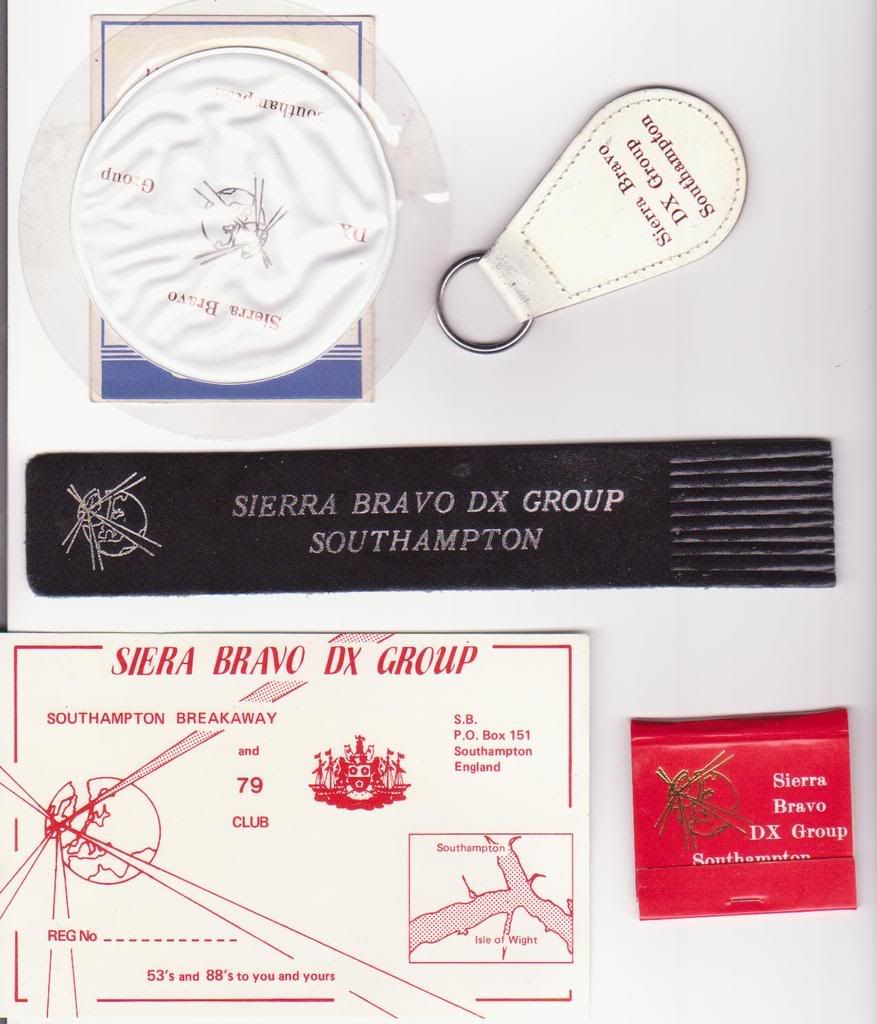 Southampton
Group
DX
Sierra Bravo
Sierra Bravo
DX Group
Southampton
SIERRA BRAVO DX GROUP
SOUTHAMPTON
SIERA BRAVO DX GROUP
SOUTHAMPTON BREAKAWAY
and
79
CLUB
S.B.
P.O. Box 151
Southampton
England
Southampton
Isle of Wight
REG No
53's and 88's to you and yours
Sierra
Bravo
DX Group
Southampton